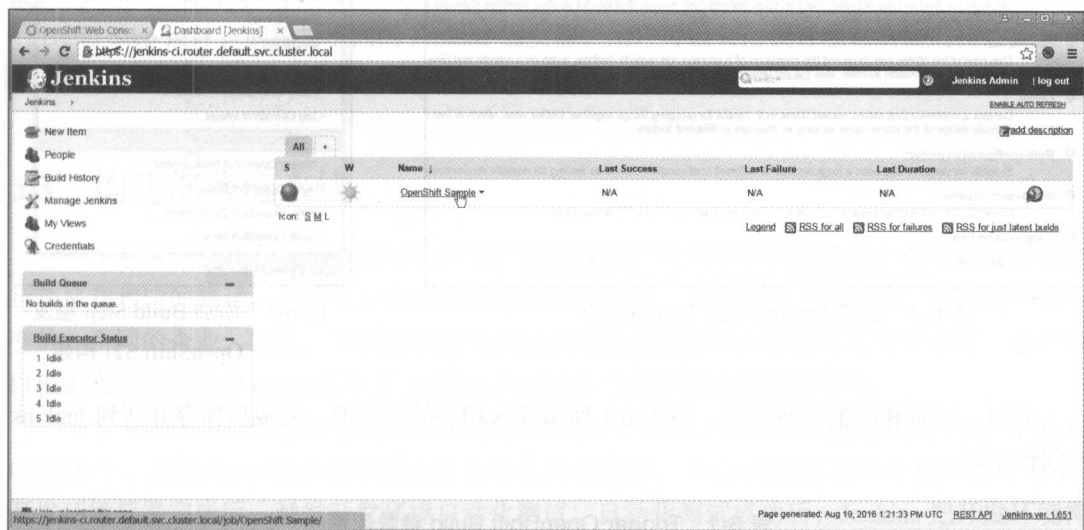 OpenShift Web Conso
Dashboard [Jenkins]
https://jenkins-ci.router.default.svc.cluster.local
Jenkins
Jenkins Admin | log out
Jenkins
ENABLE AUTO REFRESH
New Item
People
Build History
Manage Jenkins
My Views
Credentials
add description
All +
S W Name ↓ Last Success Last Failure Last Duration
OpenShift Sample N/A N/A N/A
Icon: S M L
Legend RSS for all RSS for failures RSS for just latest builds
Build Queue
No builds in the queue.
Build Executor Status
1 Idle
2 Idle
3 Idle
4 Idle
5 Idle
https://jenkins-ci.router.default.svc.cluster.local/job/OpenShift Sample/
Page generated: Aug 19, 2016 1:21:33 PM UTC REST API Jenkins ver. 1.651